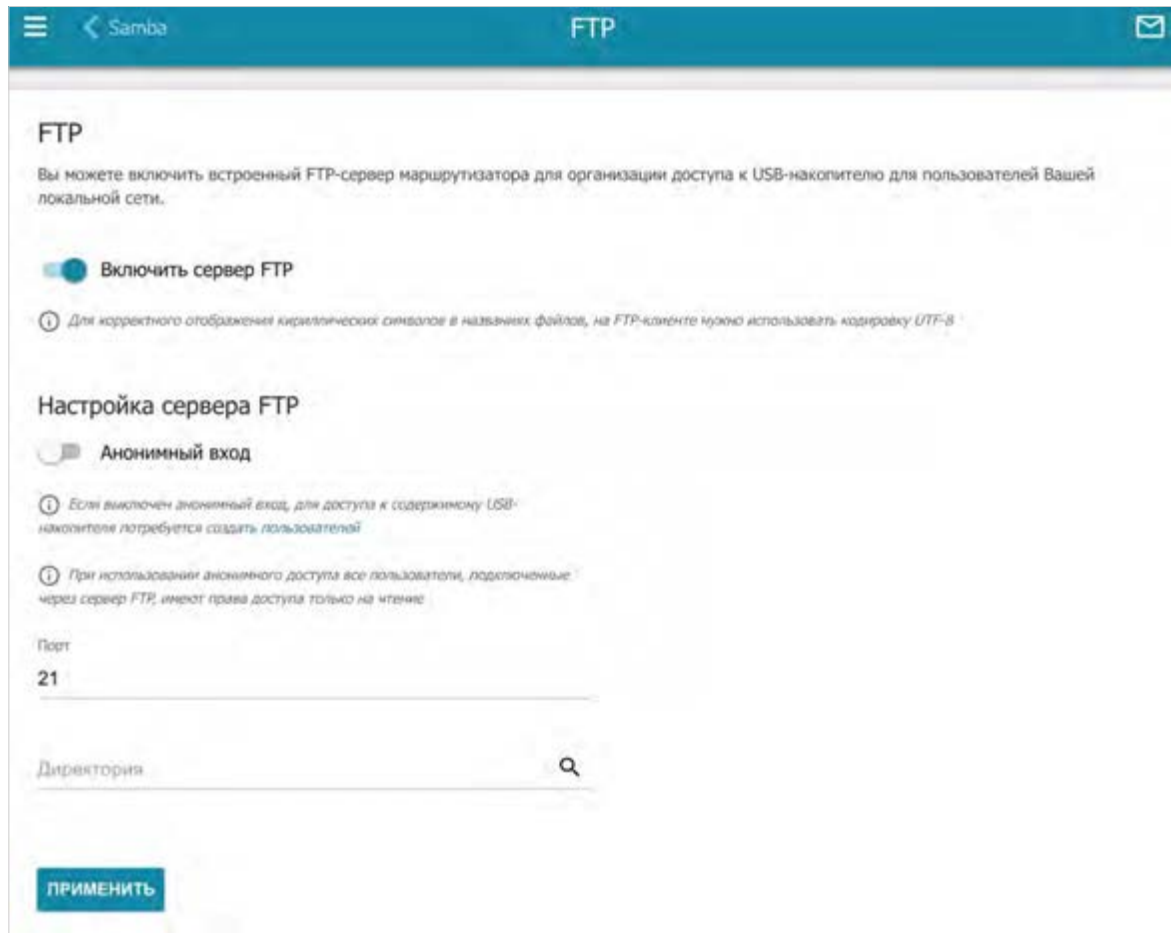 Samba
FTP
FTP
Вы можете включить встроенный FTP-сервер маршрутизатора для организации доступа к USB-накопителю для пользователей Вашей
локальной сети.
Включить сервер FTP
Для корректного отображения кириллических символов в названиях файлов, на FTP-клиенте нужно использовать кодировку UTF-8
Настройка сервера FTP
Анонимный вход
Если выключен анонимный вход, для доступа к содержимому USB-
накопителя потребуется создать пользователей
При использовании анонимного доступа все пользователи, подключенные
через сервер FTP, имеют права доступа только на чтение
Порт
21
Директория
ПРИМЕНИТЬ